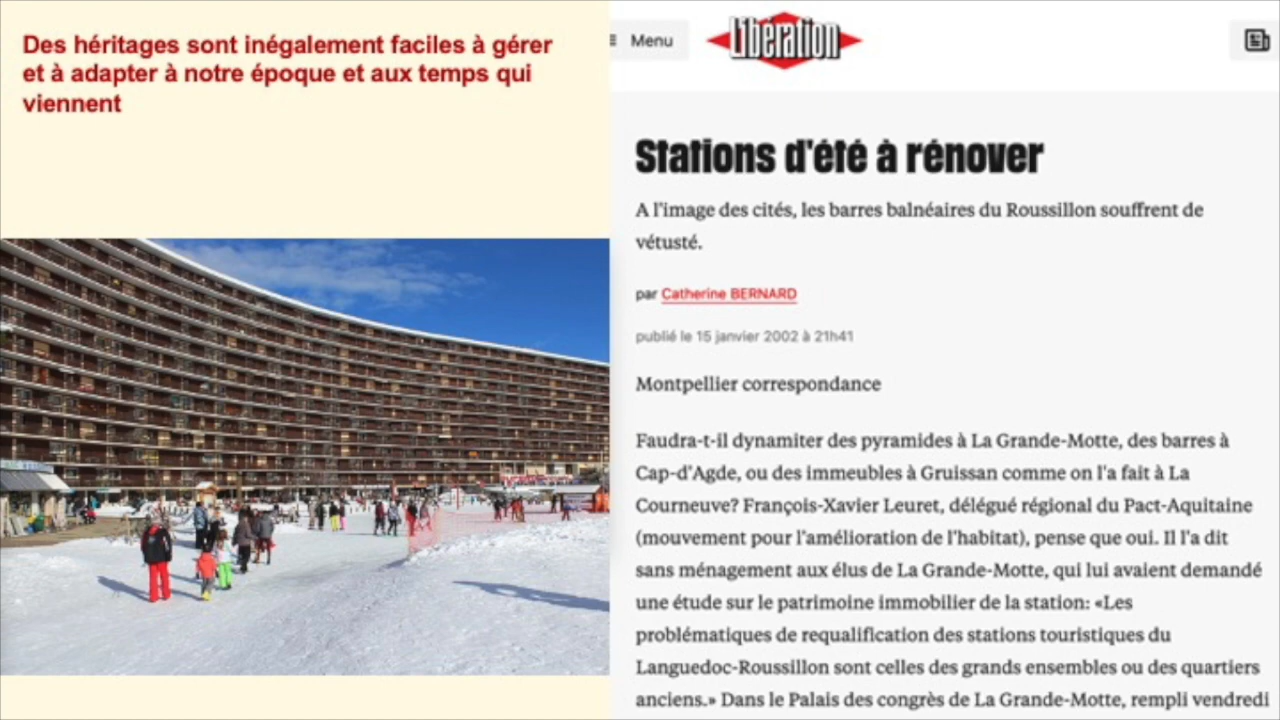 Des héritages sont inégalement faciles à gérer
et à adapter à notre époque et aux temps qui
viennent
Menu
Libération
Stations d'été à rénover
A l'image des cités, les barres balnéaires du Roussillon souffrent de
vétusté.
par Catherine BERNARD
publié le 15 janvier 2002 à 21h41
Montpellier correspondance
Faudra-t-il dynamiter des pyramides à La Grande-Motte, des barres à
Cap-d'Agde, ou des immeubles à Gruissan comme on l'a fait à La
Courneuve? François-Xavier Leuret, délégué régional du Pact-Aquitaine
(mouvement pour l'amélioration de l'habitat), pense que oui. Il l'a dit
sans ménagement aux élus de La Grande-Motte, qui lui avaient demandé
une étude sur le patrimoine immobilier de la station: «Les
problématiques de requalification des stations touristiques du
Languedoc-Roussillon sont celles des grands ensembles ou des quartiers
anciens.» Dans le Palais des congrès de La Grande-Motte, rempli vendredi